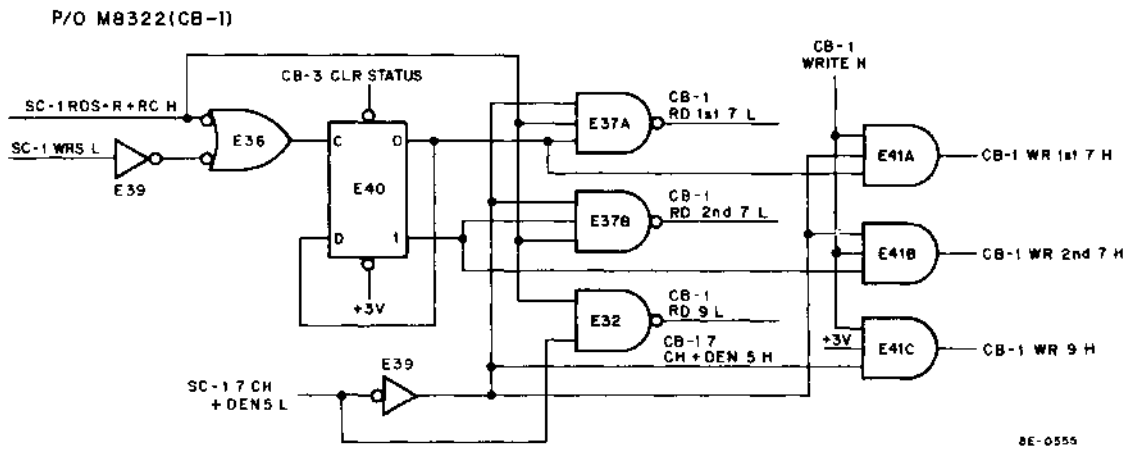 P/O M8322(CB-1)
CB-1
WRITE H
CB-3 CLR STATUS
CB-1
RD 1st 7 L
SC-1 RDS+R+RC H
E37A
E36
C
0
SC-1 WRS L
E41A
CB-1 WR 1st 7 H
E39
E40
CB-1
RD 2nd 7 L
E37B
D
1
E41B
CB-1 WR 2nd 7 H
+3V
CB-1
RD 9 L
E32
CB-1 7
CH + DEN 5 H
+3V
E41C
CB-1 WR 9 H
E39
SC-1 7 CH
+ DEN5 L
8E-0555